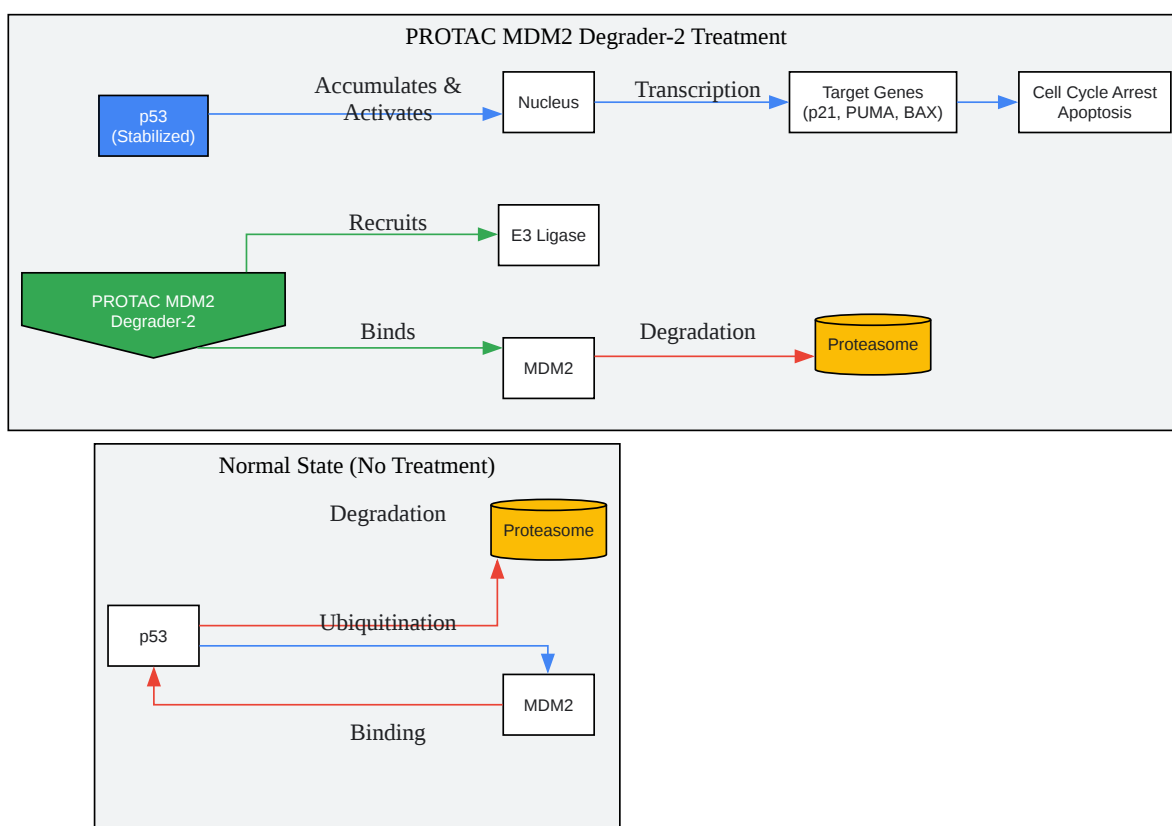 PROTAC MDM2 Degrader-2 Treatment
Accumulates &
Activates
p53
(Stabilized)
Nucleus
Transcription
Target Genes
(p21, PUMA, BAX)
Cell Cycle Arrest
Apoptosis
Recruits
E3 Ligase
PROTAC MDM2
Degrader-2
Binds
MDM2
Degradation
Proteasome
Normal State (No Treatment)
Degradation
Proteasome
p53
Ubiquitination
MDM2
Binding